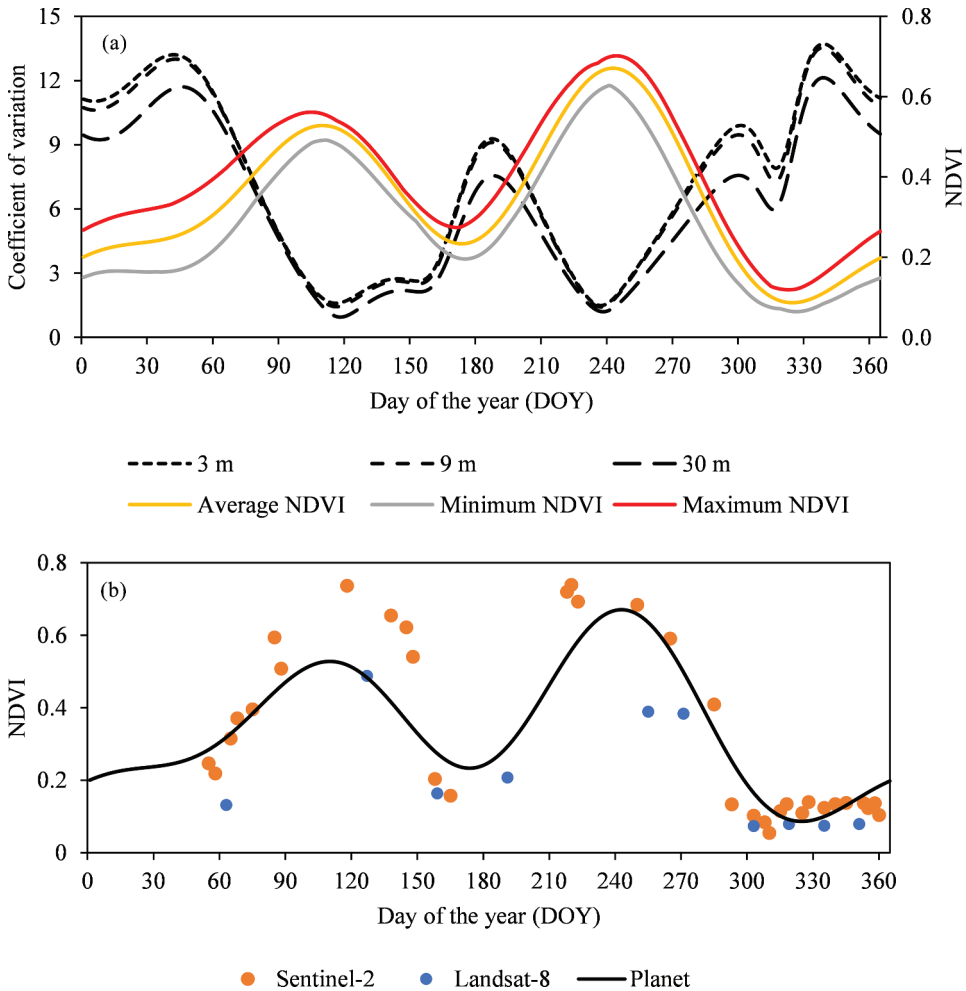 (a)
Coefficient of variation
15
12
9
6
3
0
0.8
0.6
0.4
0.2
0.0
NDVI
0 30 60 90 120 150 180 210 240 270 300 330 360
Day of the year (DOY)
3 m 9 m 30 m
Average NDVI Minimum NDVI Maximum NDVI
(b)
NDVI
0.8
0.6
0.4
0.2
0
0 30 60 90 120 150 180 210 240 270 300 330 360
Day of the year (DOY)
Sentinel-2 Landsat-8 Planet